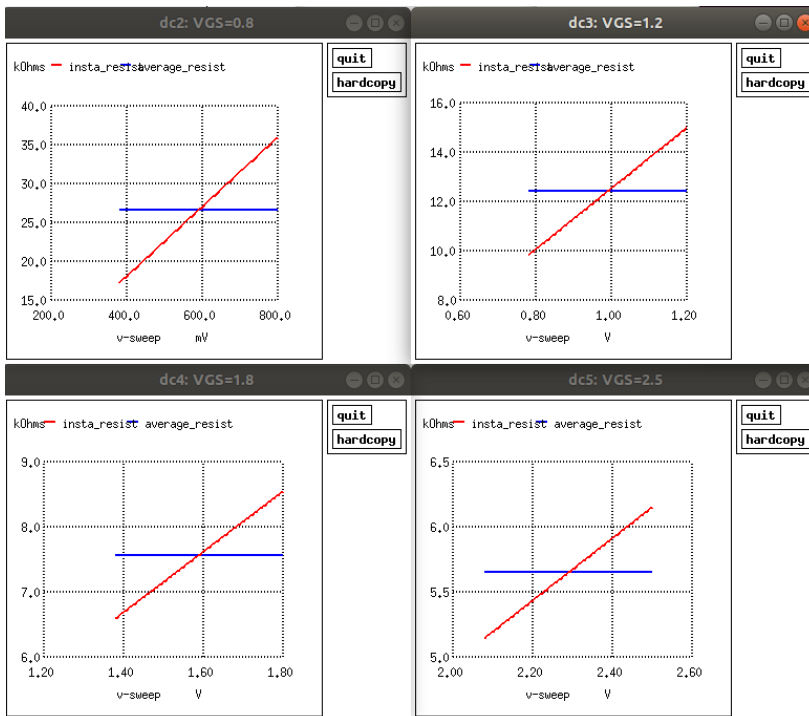 dc2: VGS=0.8
kOhms insta_resist average_resist
quit
hardcopy
40.0
35.0
30.0
25.0
20.0
15.0
200.0 400.0 600.0 800.0
v-sweep mV
dc3: VGS=1.2
kOhms insta_resist average_resist
quit
hardcopy
16.0
14.0
12.0
10.0
8.0
0.60 0.80 1.00 1.20
v-sweep V
dc4: VGS=1.8
kOhms insta_resist average_resist
quit
hardcopy
9.0
8.0
7.0
6.0
1.20 1.40 1.60 1.80
v-sweep V
dc5: VGS=2.5
kOhms insta_resist average_resist
quit
hardcopy
6.5
6.0
5.5
5.0
2.00 2.20 2.40 2.60
v-sweep V